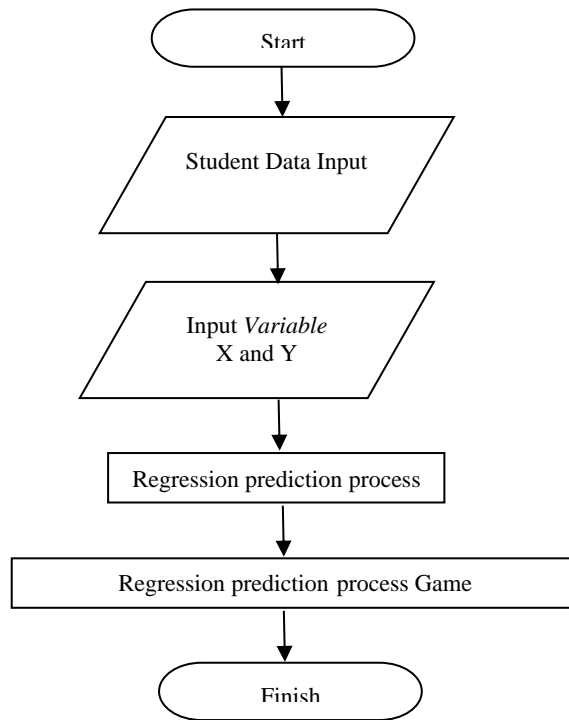 Start
Student Data Input
Input Variable
X and Y
Regression prediction process
Regression prediction process Game
Finish